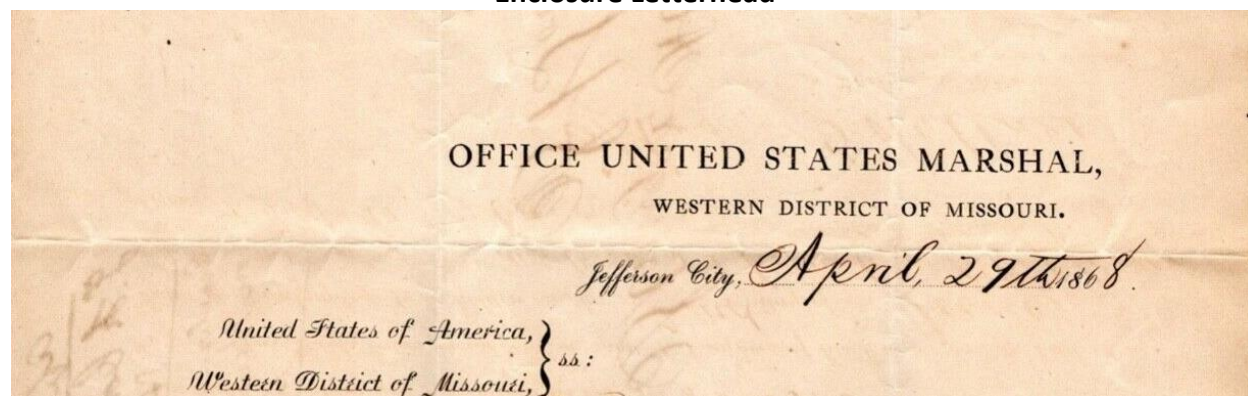 Enclosure Letterhead
OFFICE UNITED STATES MARSHAL,
WESTERN DISTRICT OF MISSOURI.
Jefferson City, April, 29th 1868.
United States of America, } ss:
Western District of Missouri,